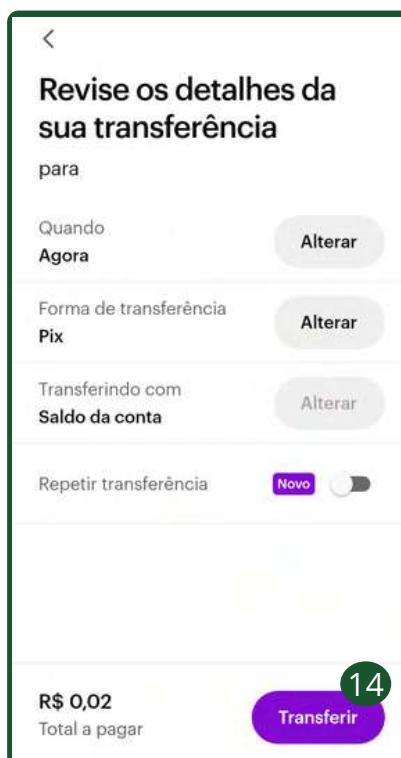 Revise os detalhes da
sua transferência
para
Quando
Agora
Alterar
Forma de transferência
Pix
Alterar
Transferindo com
Saldo da conta
Alterar
Repetir transferência
Novo
R$ 0,02
Total a pagar
14
Transferir